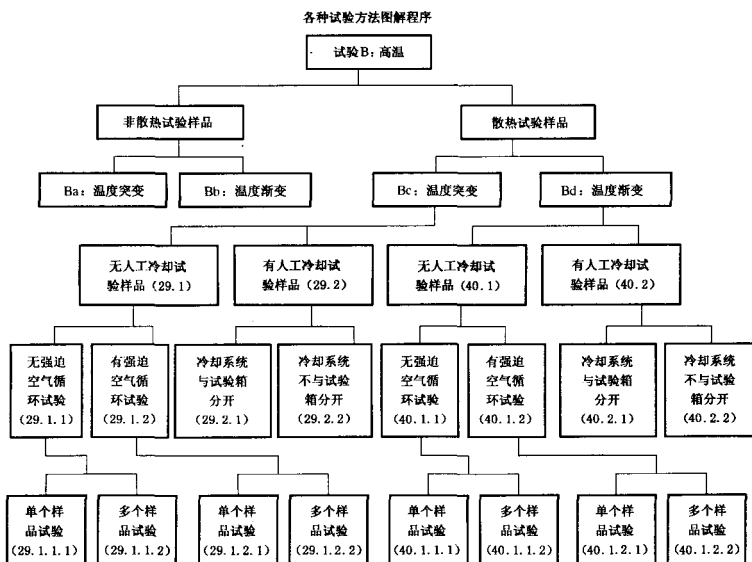 各种试验方法图解程序
试验B：高温
非散热试验样品
散热试验样品
Ba：温度突变
Bb：温度渐变
Bc：温度突变
Bd：温度渐变
无人工冷却试
验样品（29.1）
有人工冷却试
验样品（29.2）
无人工冷却试
验样品（40.1）
有人工冷却试
验样品（40.2）
无强迫
空气循
环试验
(29.1.1)
有强迫
空气循
环试验
(29.1.2)
冷却系统
与试验箱
分开
(29.2.1)
冷却系统
不与试验
箱分开
(29.2.2)
无强迫
空气循
环试验
(40.1.1)
有强迫
空气循
环试验
(40.1.2)
冷却系统
与试验箱
分开
(40.2.1)
冷却系统
不与试验
箱分开
(40.2.2)
单个样
品试验
(29.1.1.1)
多个样
品试验
(29.1.1.2)
单个样
品试验
(29.1.2.1)
多个样
品试验
(29.1.2.2)
单个样
品试验
(40.1.1.1)
多个样
品试验
(40.1.1.2)
单个样
品试验
(40.1.2.1)
多个样
品试验
(40.1.2.2)